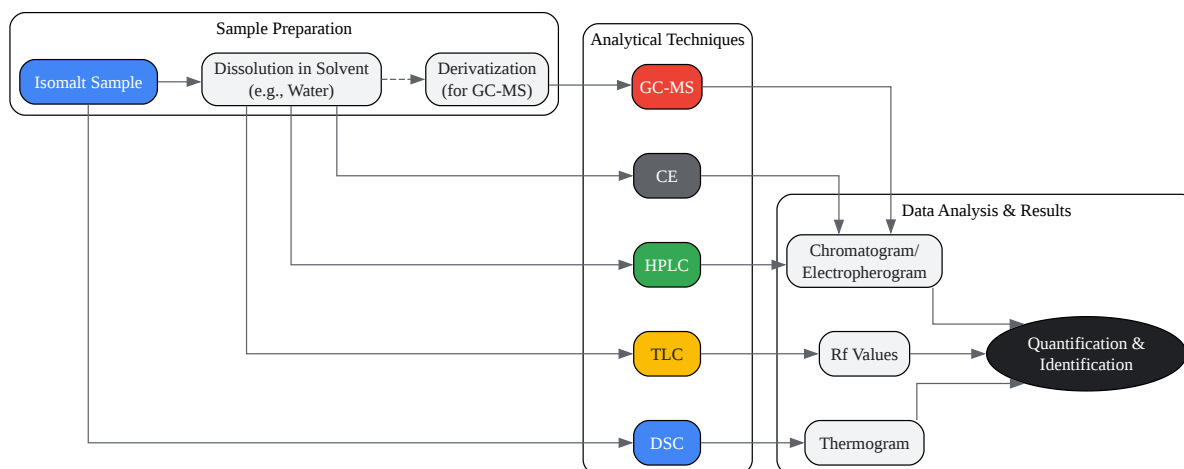 Sample Preparation
Isomalt Sample
Dissolution in Solvent
(e.g., Water)
Derivatization
(for GC-MS)
Analytical Techniques
GC-MS
CE
HPLC
TLC
DSC
Data Analysis & Results
Chromatogram/
Electropherogram
Rf Values
Thermogram
Quantification &
Identification